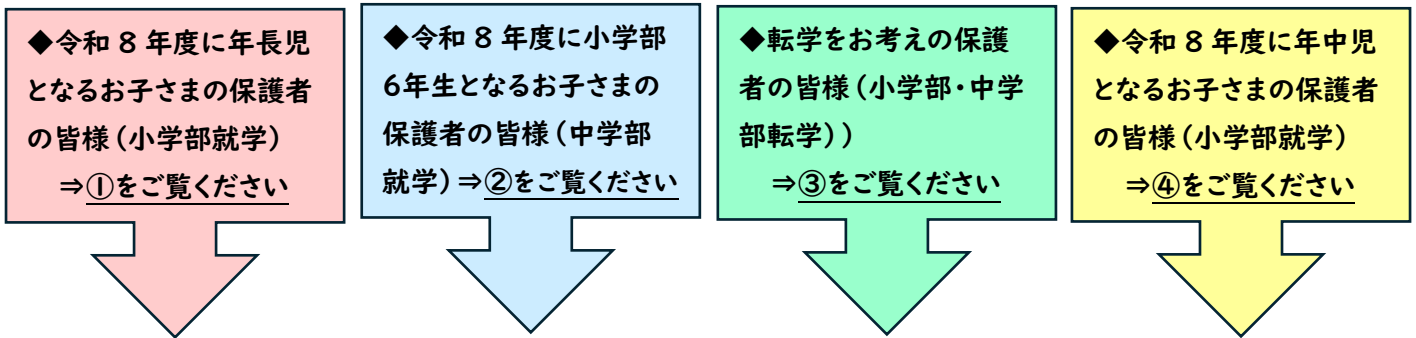 ◆令和 8 年度に年長児
となるお子さまの保護者
の皆様（小学部就学）
⇒①をご覧ください
◆令和 8 年度に小学部
6年生となるお子さまの
保護者の皆様（中学部
就学）⇒②をご覧ください
◆転学をお考えの保護
者の皆様（小学部・中学
部転学））
⇒③をご覧ください
◆令和 8 年度に年中児
となるお子さまの保護者
の皆様（小学部就学）
⇒④をご覧ください